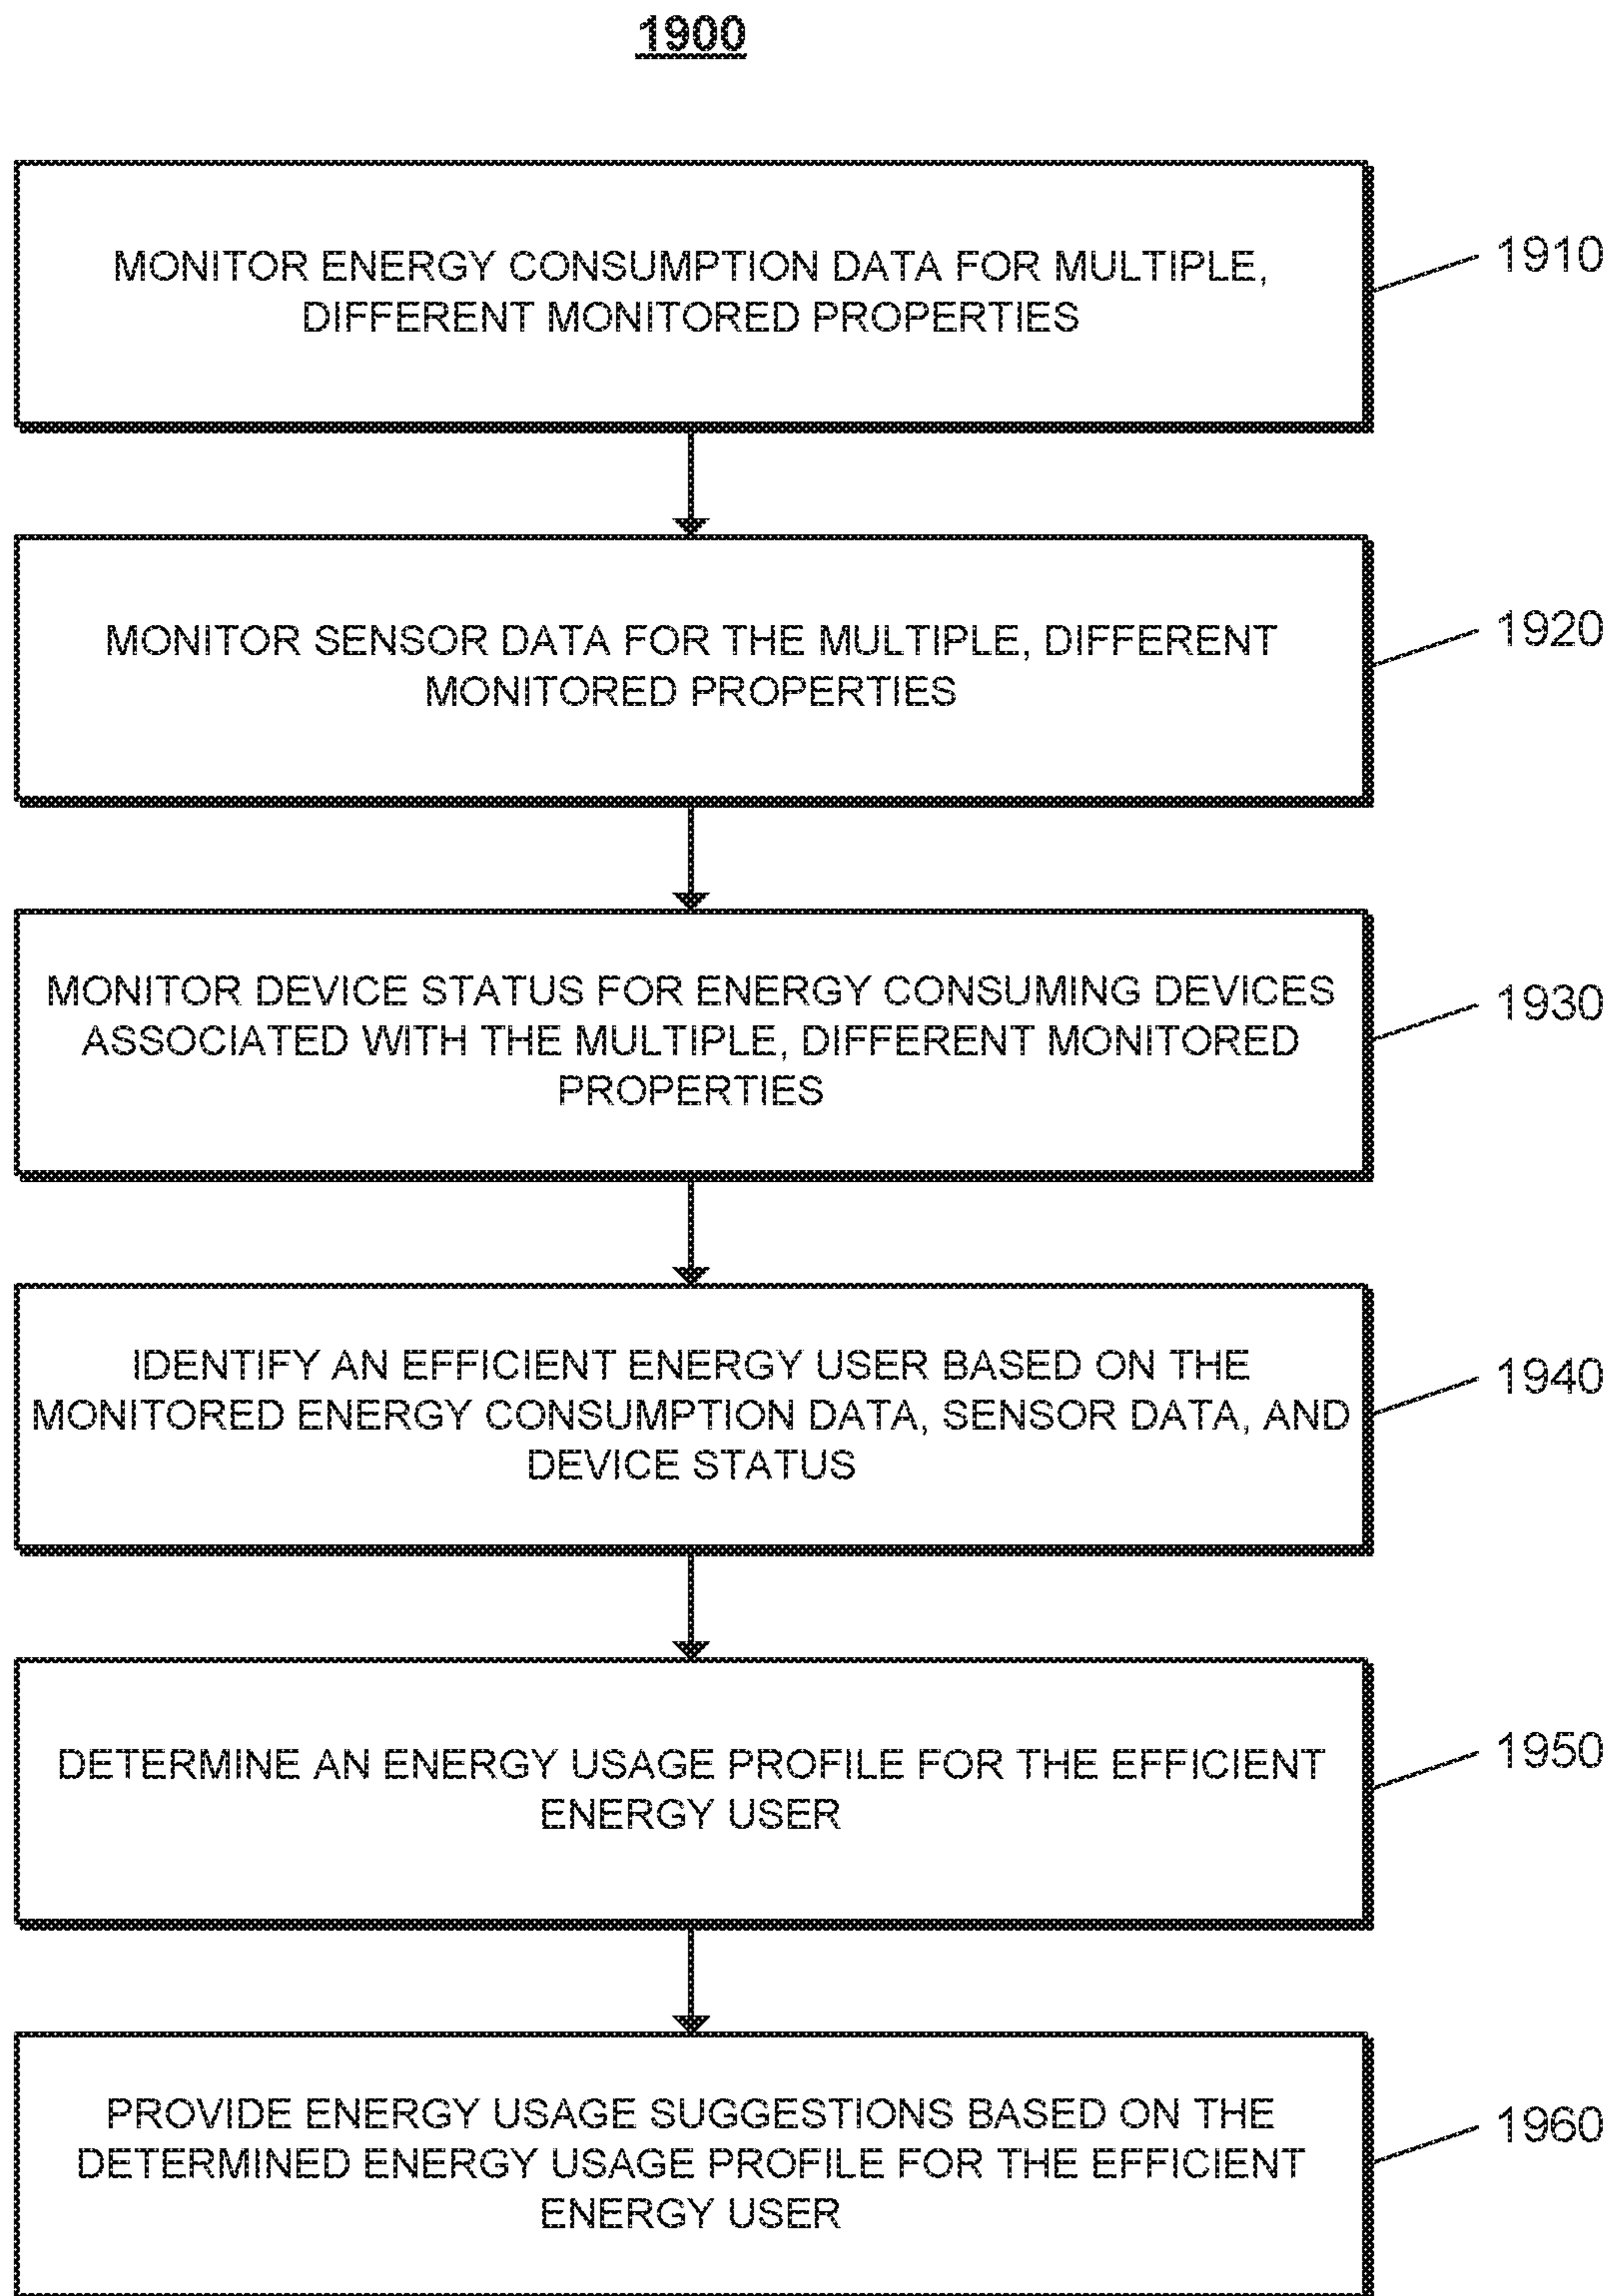 1900
MONITOR ENERGY CONSUMPTION DATA FOR MULTIPLE,
DIFFERENT MONITORED PROPERTIES
1910
MONITOR SENSOR DATA FOR THE MULTIPLE, DIFFERENT
MONITORED PROPERTIES
1920
MONITOR DEVICE STATUS FOR ENERGY CONSUMING DEVICES
ASSOCIATED WITH THE MULTIPLE, DIFFERENT MONITORED
PROPERTIES
1930
IDENTIFY AN EFFICIENT ENERGY USER BASED ON THE
MONITORED ENERGY CONSUMPTION DATA, SENSOR DATA, AND
DEVICE STATUS
1940
DETERMINE AN ENERGY USAGE PROFILE FOR THE EFFICIENT
ENERGY USER
1950
PROVIDE ENERGY USAGE SUGGESTIONS BASED ON THE
DETERMINED ENERGY USAGE PROFILE FOR THE EFFICIENT
ENERGY USER
1960